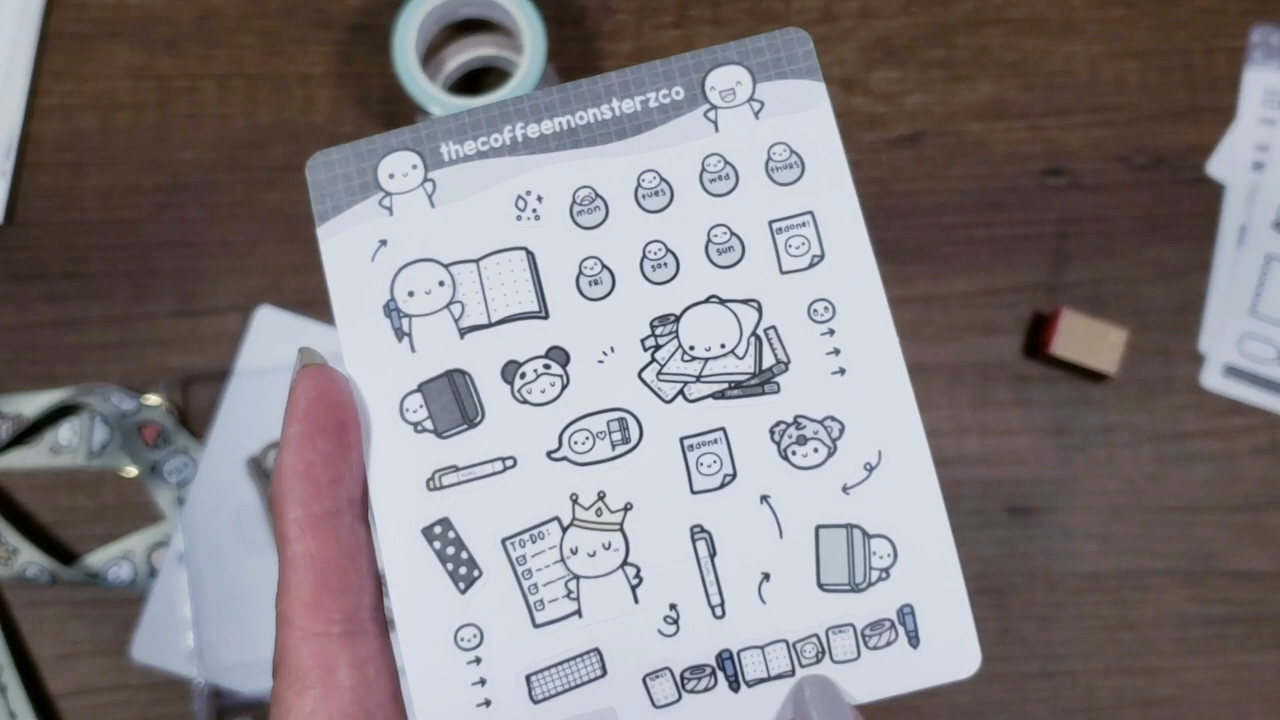 thecoffeemonsterzco
mon
tues
wed
thurs
FRI
sat
sun
done!
done!
TO-DO: